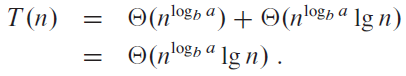 T(n) = Θ(n^{log_b a}) + Θ(n^{log_b a} lg n)
= Θ(n^{log_b a} lg n) .